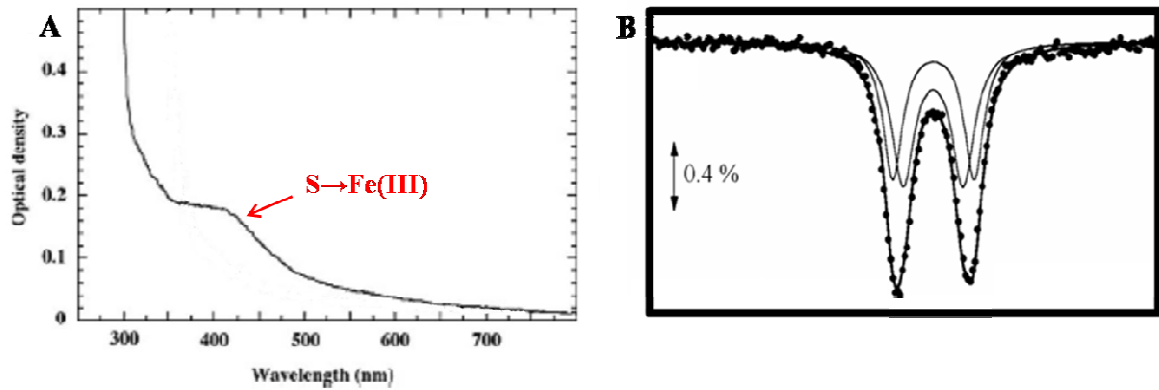 A
Optical density
0.4
0.3
0.2
0.1
0
S→Fe(III)
300 400 500 600 700
Wavelength (nm)
B
0.4 %